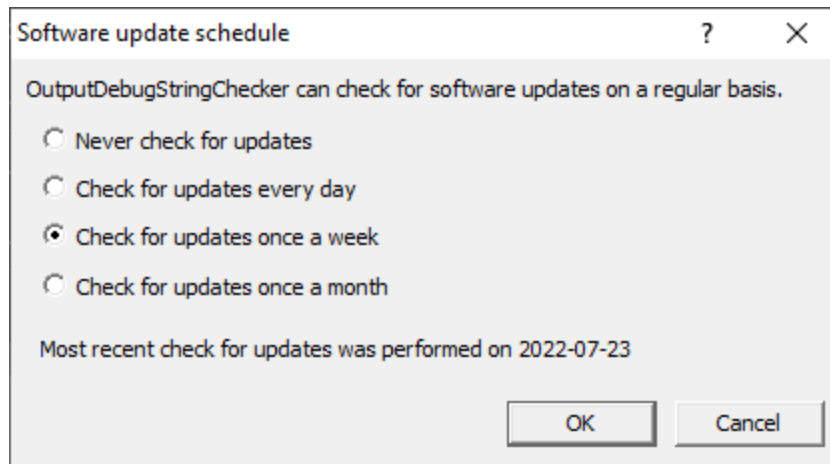 Software update schedule
?
OutputDebugStringChecker can check for software updates on a regular basis.
Never check for updates
Check for updates every day
Check for updates once a week
Check for updates once a month
Most recent check for updates was performed on 2022-07-23
OK Cancel